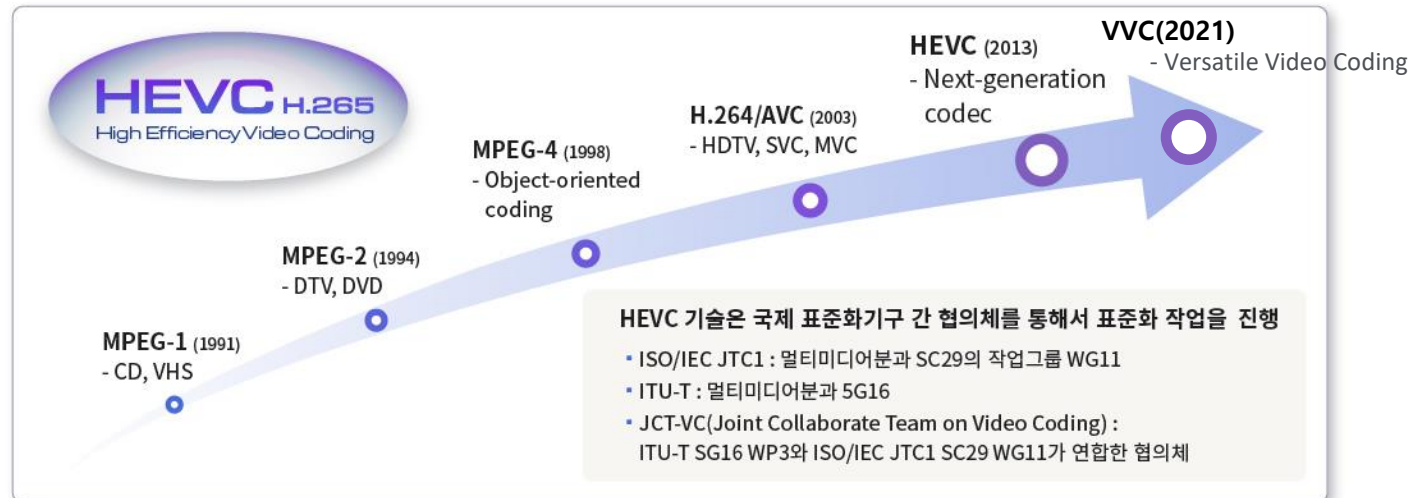 HEVC H.265
High Efficiency Video Coding
MPEG-1 (1991)
- CD, VHS
MPEG-2 (1994)
- DTV, DVD
MPEG-4 (1998)
- Object-oriented
coding
H.264/AVC (2003)
- HDTV, SVC, MVC
HEVC (2013)
- Next-generation
codec
VVC(2021)
- Versatile Video Coding
HEVC 기술은 국제 표준화기구 간 협의체를 통해서 표준화 작업을 진행
▪ ISO/IEC JTC1 : 멀티미디어분과 SC29의 작업그룹 WG11
▪ ITU-T : 멀티미디어분과 5G16
▪ JCT-VC(Joint Collaborate Team on Video Coding) :
ITU-T SG16 WP3와 ISO/IEC JTC1 SC29 WG11가 연합한 협의체